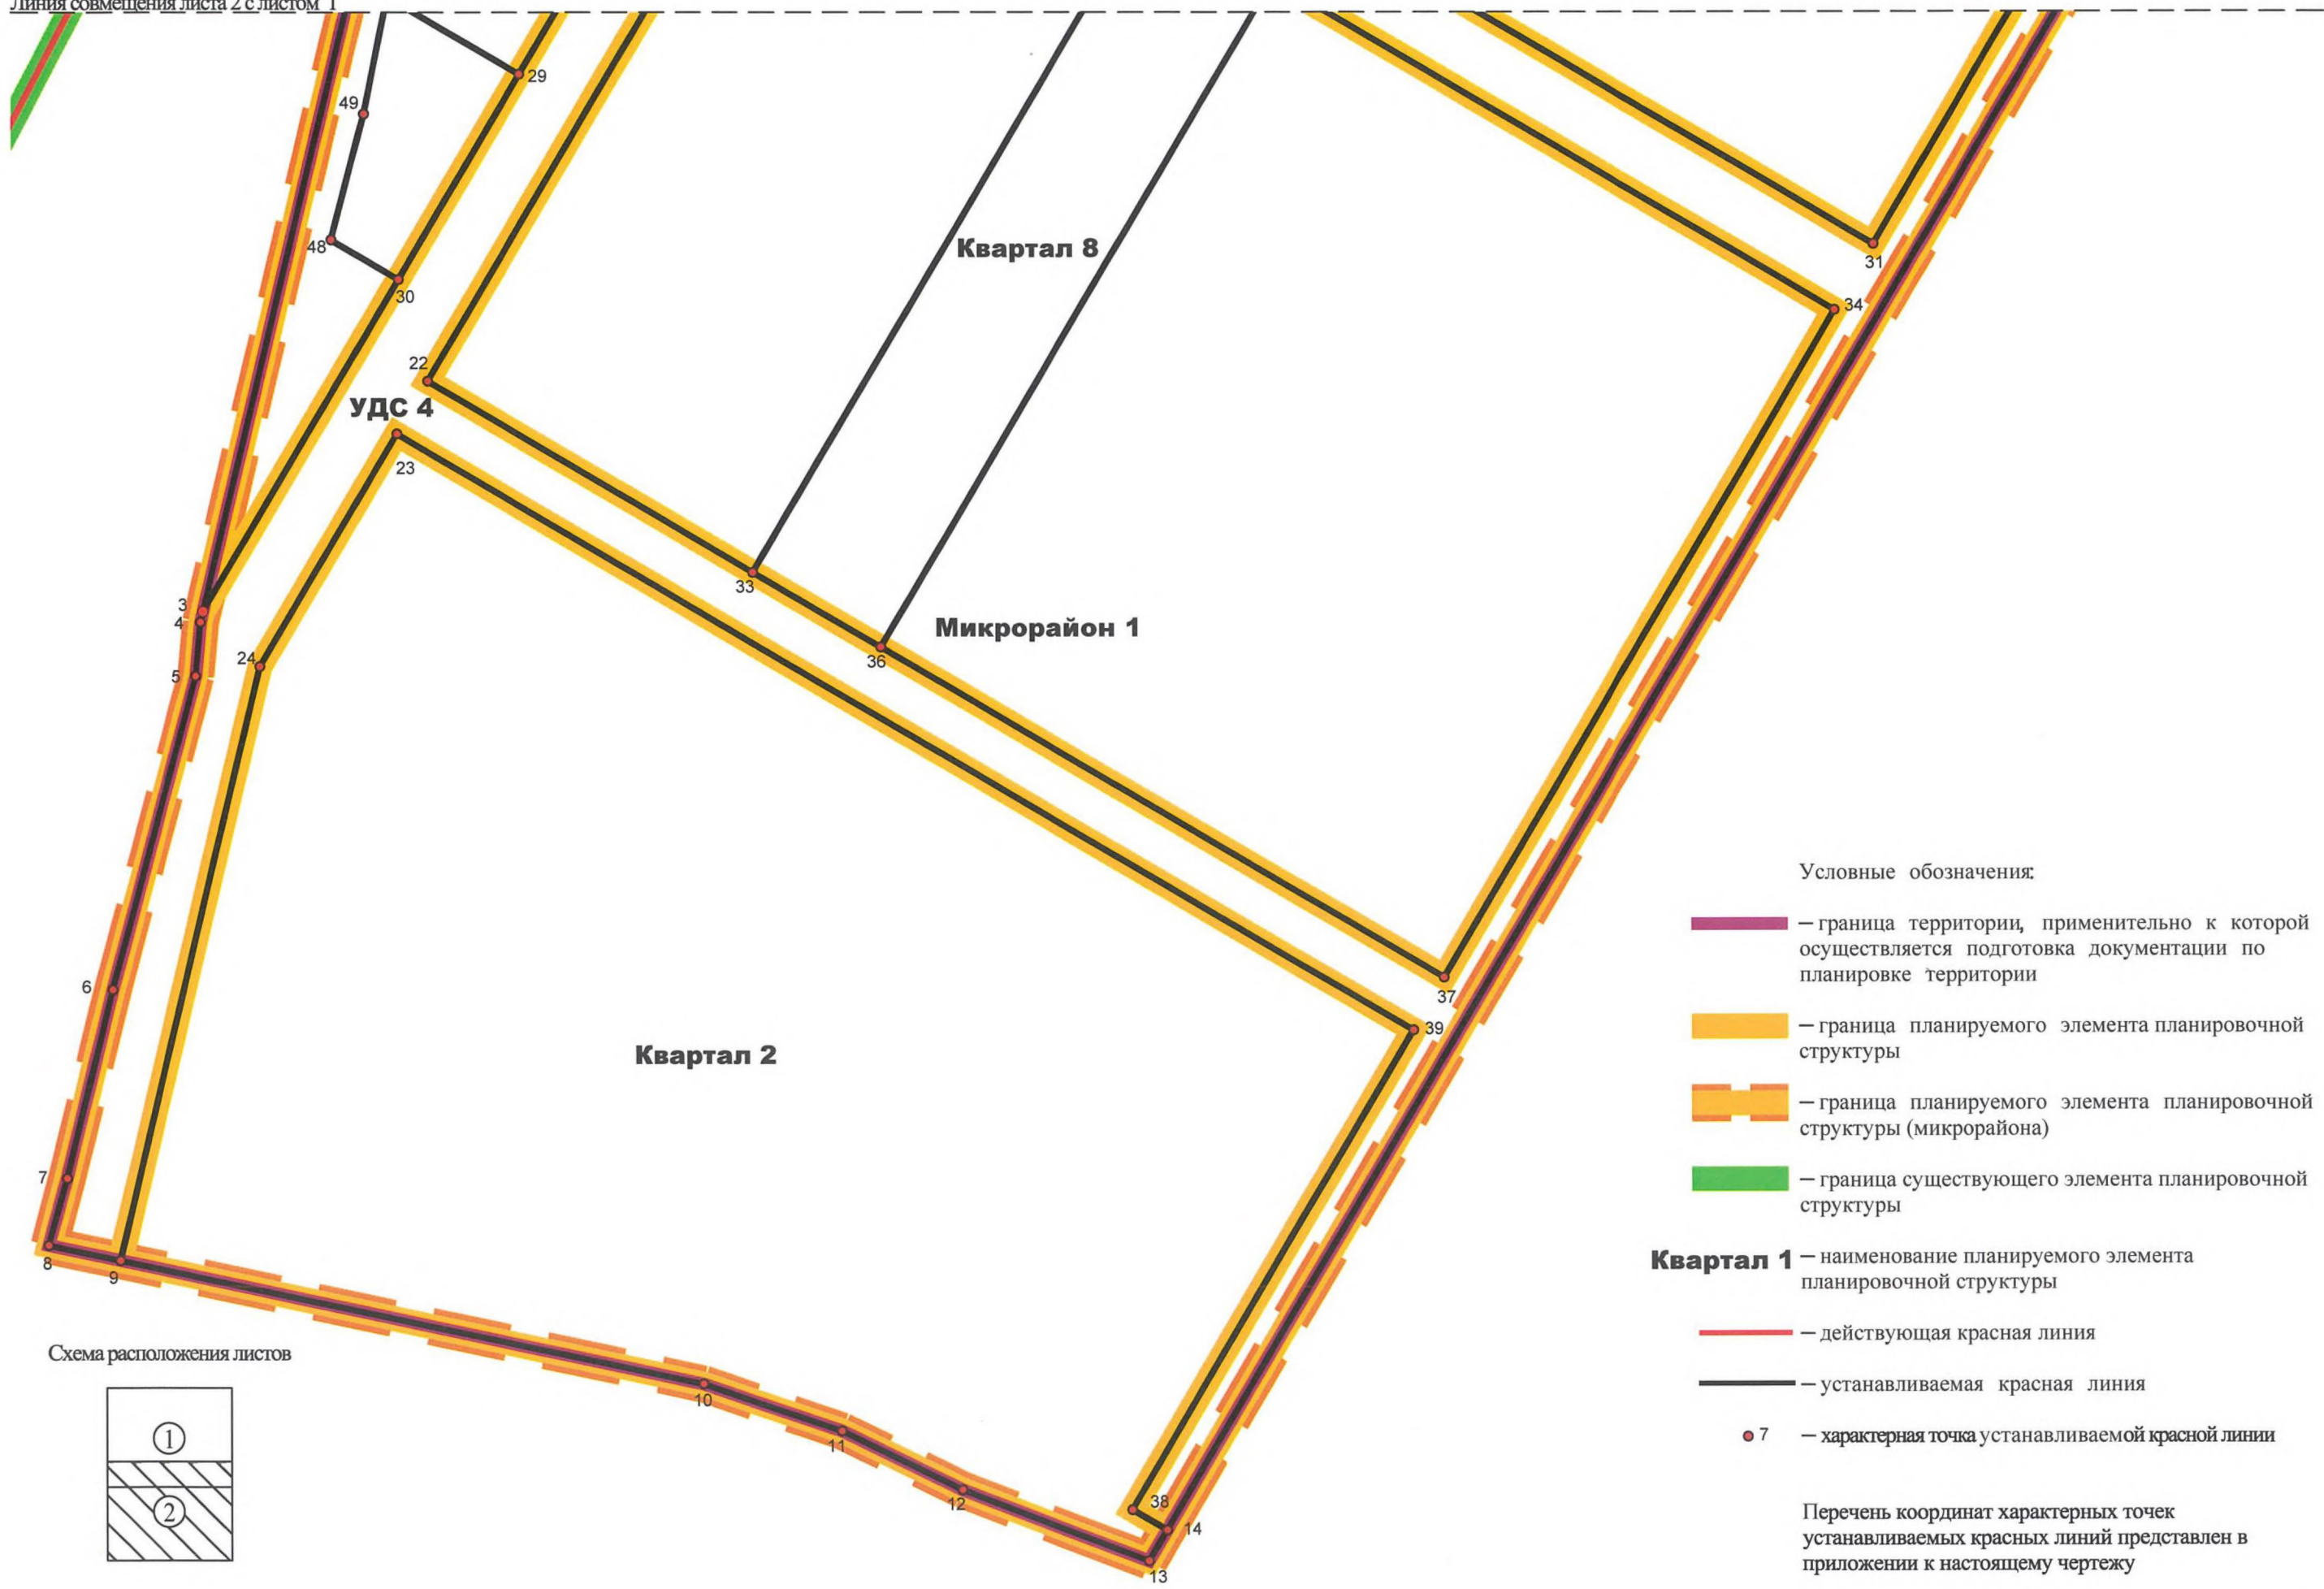 Линия совмещения листа 2 с листом 1
29
49
48
30
Квартал 8
31
34
22
УДС 4
23
33
3
4
Микрорайон 1
24
36
5
6
37
39
Квартал 2
7
8
9
10
11
12
38
14
13
Условные обозначения:
– граница территории, применительно к которой
осуществляется подготовка документации по
планировке территории
– граница планируемого элемента планировочной
структуры
– граница планируемого элемента планировочной
структуры (микрорайона)
– граница существующего элемента планировочной
структуры
Квартал 1 – наименование планируемого элемента
планировочной структуры
– действующая красная линия
– устанавливаемая красная линия
7 – характерная точка устанавливаемой красной линии
Перечень координат характерных точек
устанавливаемых красных линий представлен в
приложении к настоящему чертежу
Схема расположения листов
1
2